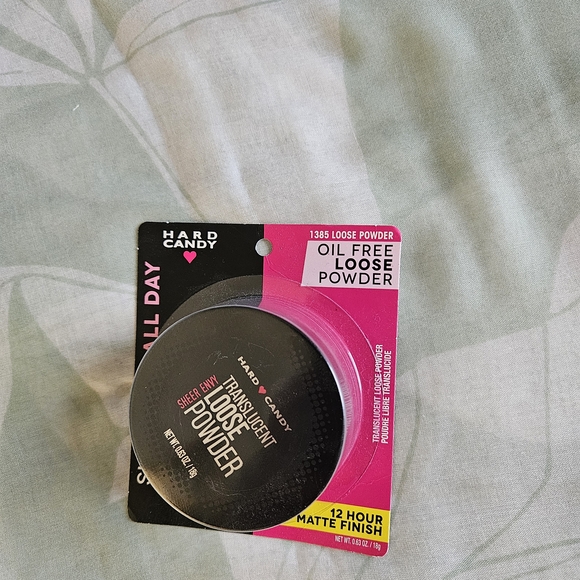 HARD
CANDY
1385 LOOSE POWDER
OIL FREE
LOOSE
POWDER
ALL DAY
HARD CANDY
SHEER ENVY
TRANSLUCENT
LOOSE
POWDER
NET WT. 0.63 OZ. / 18g
TRANSLUCENT LOOSE POWDER
POUDRE LIBRE TRANSLUCIDE
12 HOUR
MATTE FINISH
NET WT. 0.63 OZ. / 18g